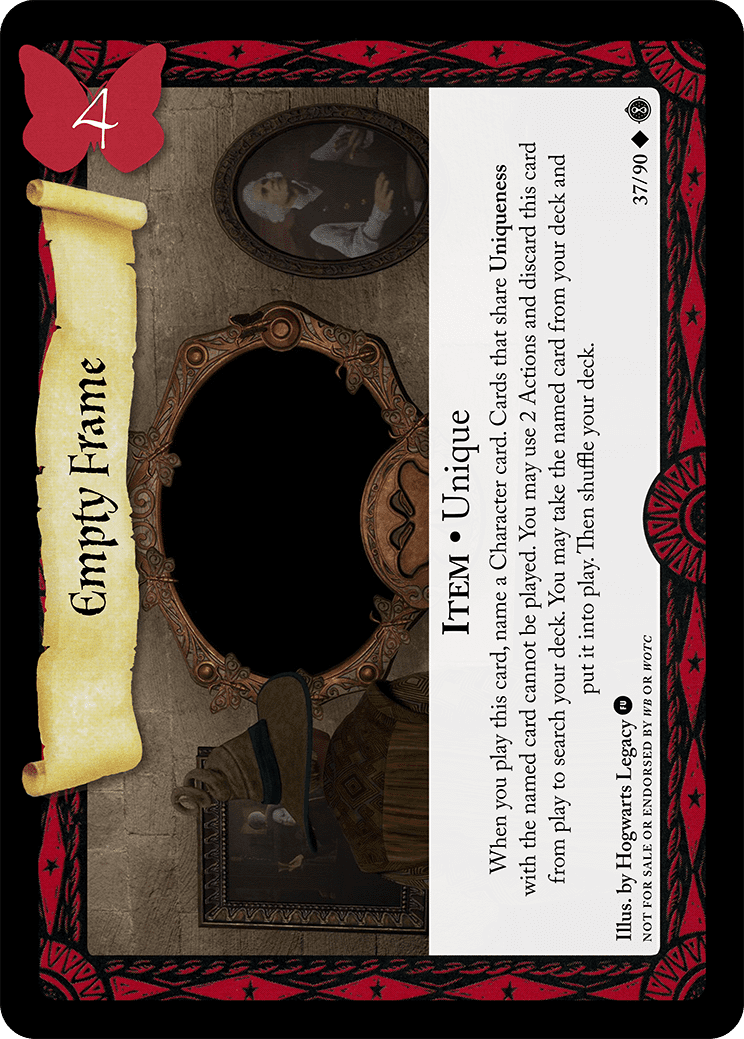 4
Empty Frame
ITEM • Unique
When you play this card, name a Character card. Cards that share Uniqueness
with the named card cannot be played. You may use 2 Actions and discard this card
from play to search your deck. You may take the named card from your deck and
put it into play. Then shuffle your deck.
Illus. by Hogwarts Legacy FU
NOT FOR SALE OR ENDORSED BY WB OR WOTC
37/90